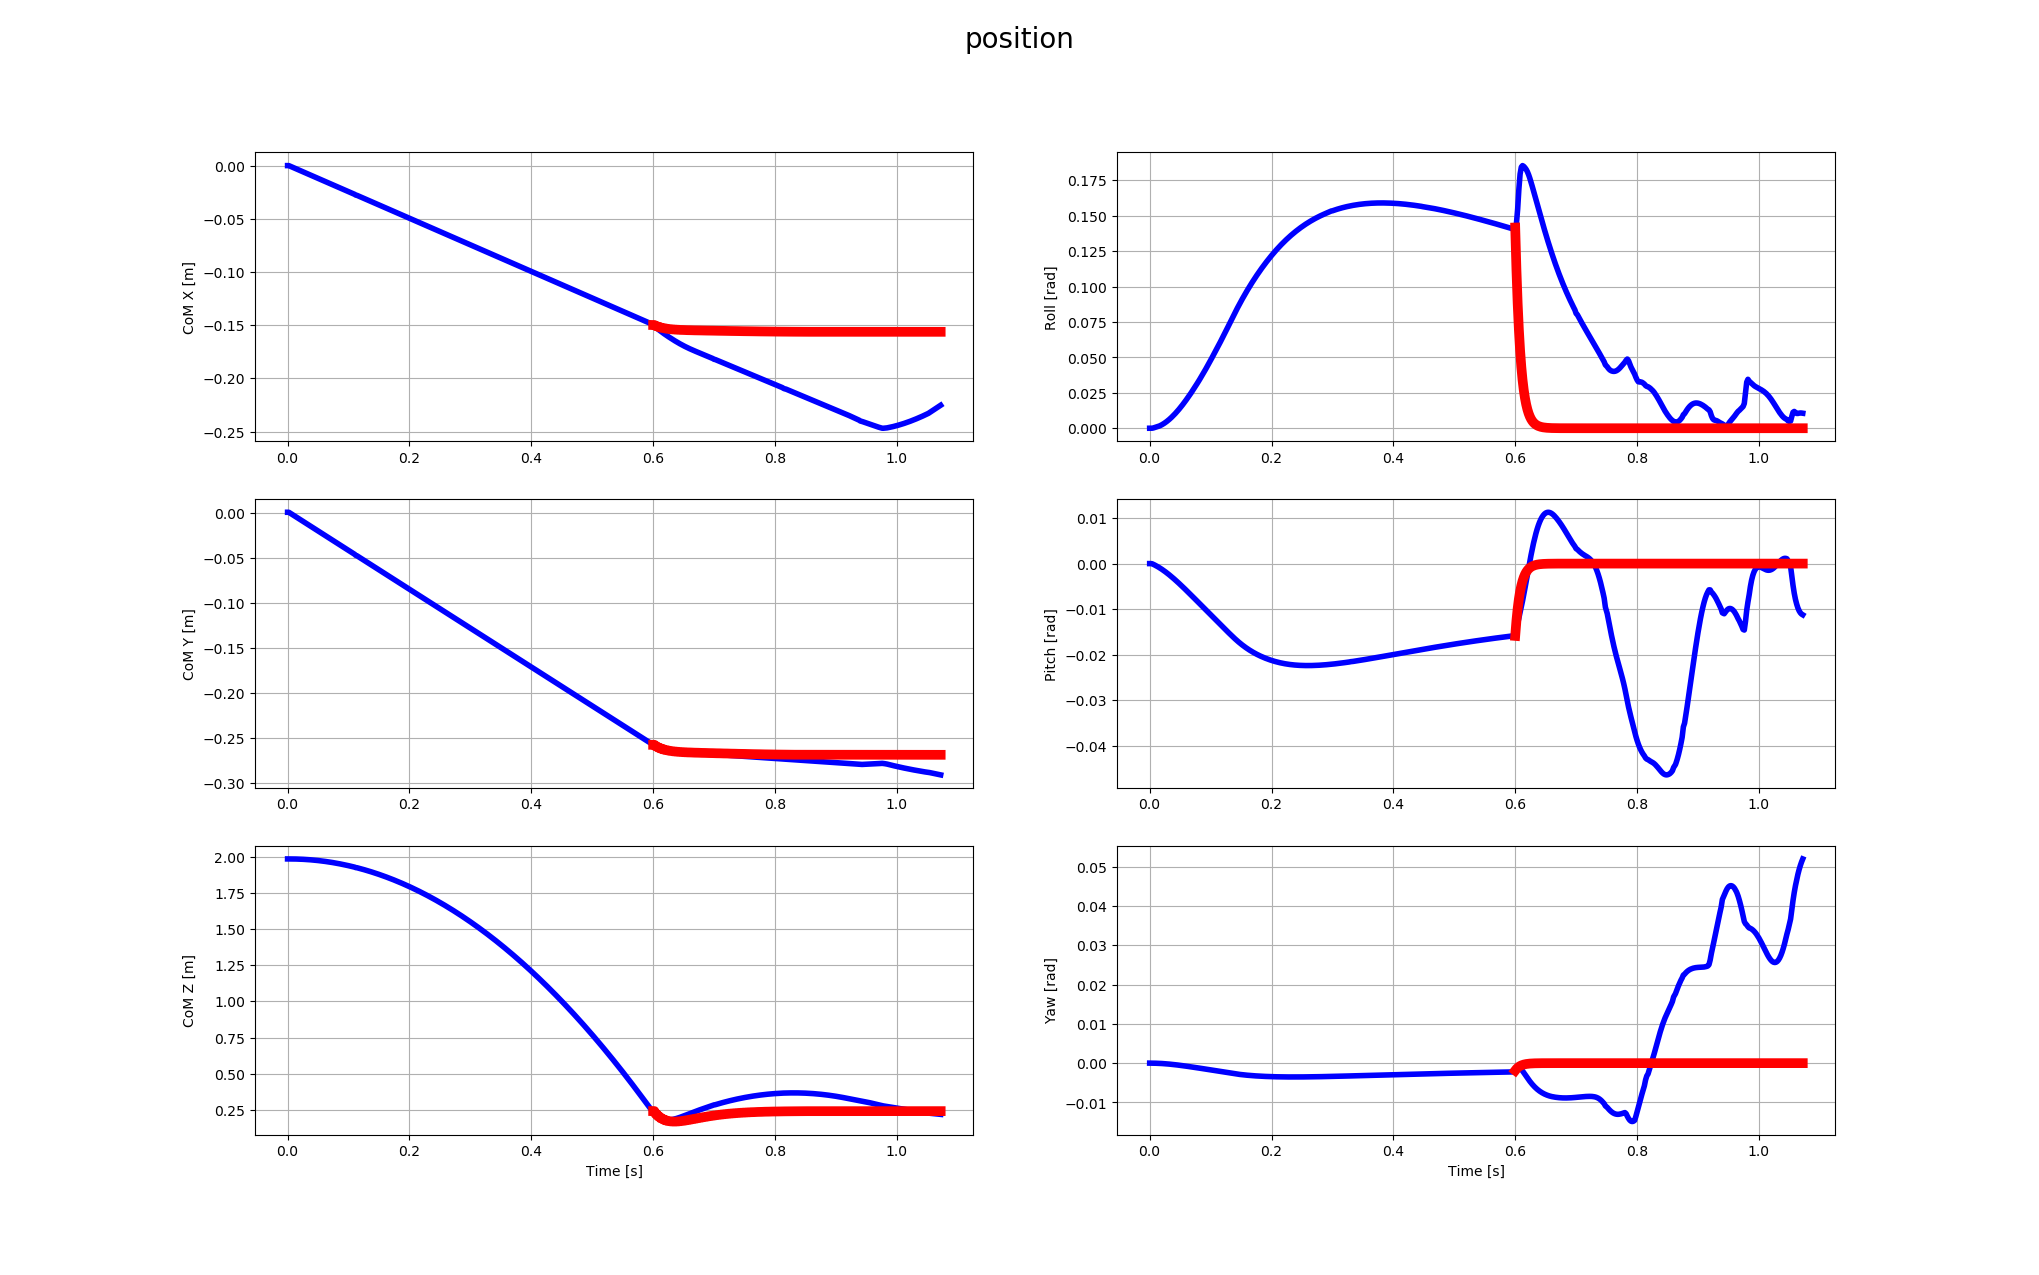 position
0.00
−0.05
−0.10
−0.15
−0.20
−0.25
CoM X [m]
0.0 0.2 0.4 0.6 0.8 1.0
0.175
0.150
0.125
0.100
0.075
0.050
0.025
0.000
Roll [rad]
0.0 0.2 0.4 0.6 0.8 1.0
0.00
−0.05
−0.10
−0.15
−0.20
−0.25
−0.30
CoM Y [m]
0.0 0.2 0.4 0.6 0.8 1.0
0.01
0.00
−0.01
−0.02
−0.03
−0.04
Pitch [rad]
0.0 0.2 0.4 0.6 0.8 1.0
2.00
1.75
1.50
1.25
1.00
0.75
0.50
0.25
CoM Z [m]
0.0 0.2 0.4 0.6 0.8 1.0
Time [s]
0.05
0.04
0.03
0.02
0.01
0.00
−0.01
Yaw [rad]
0.0 0.2 0.4 0.6 0.8 1.0
Time [s]